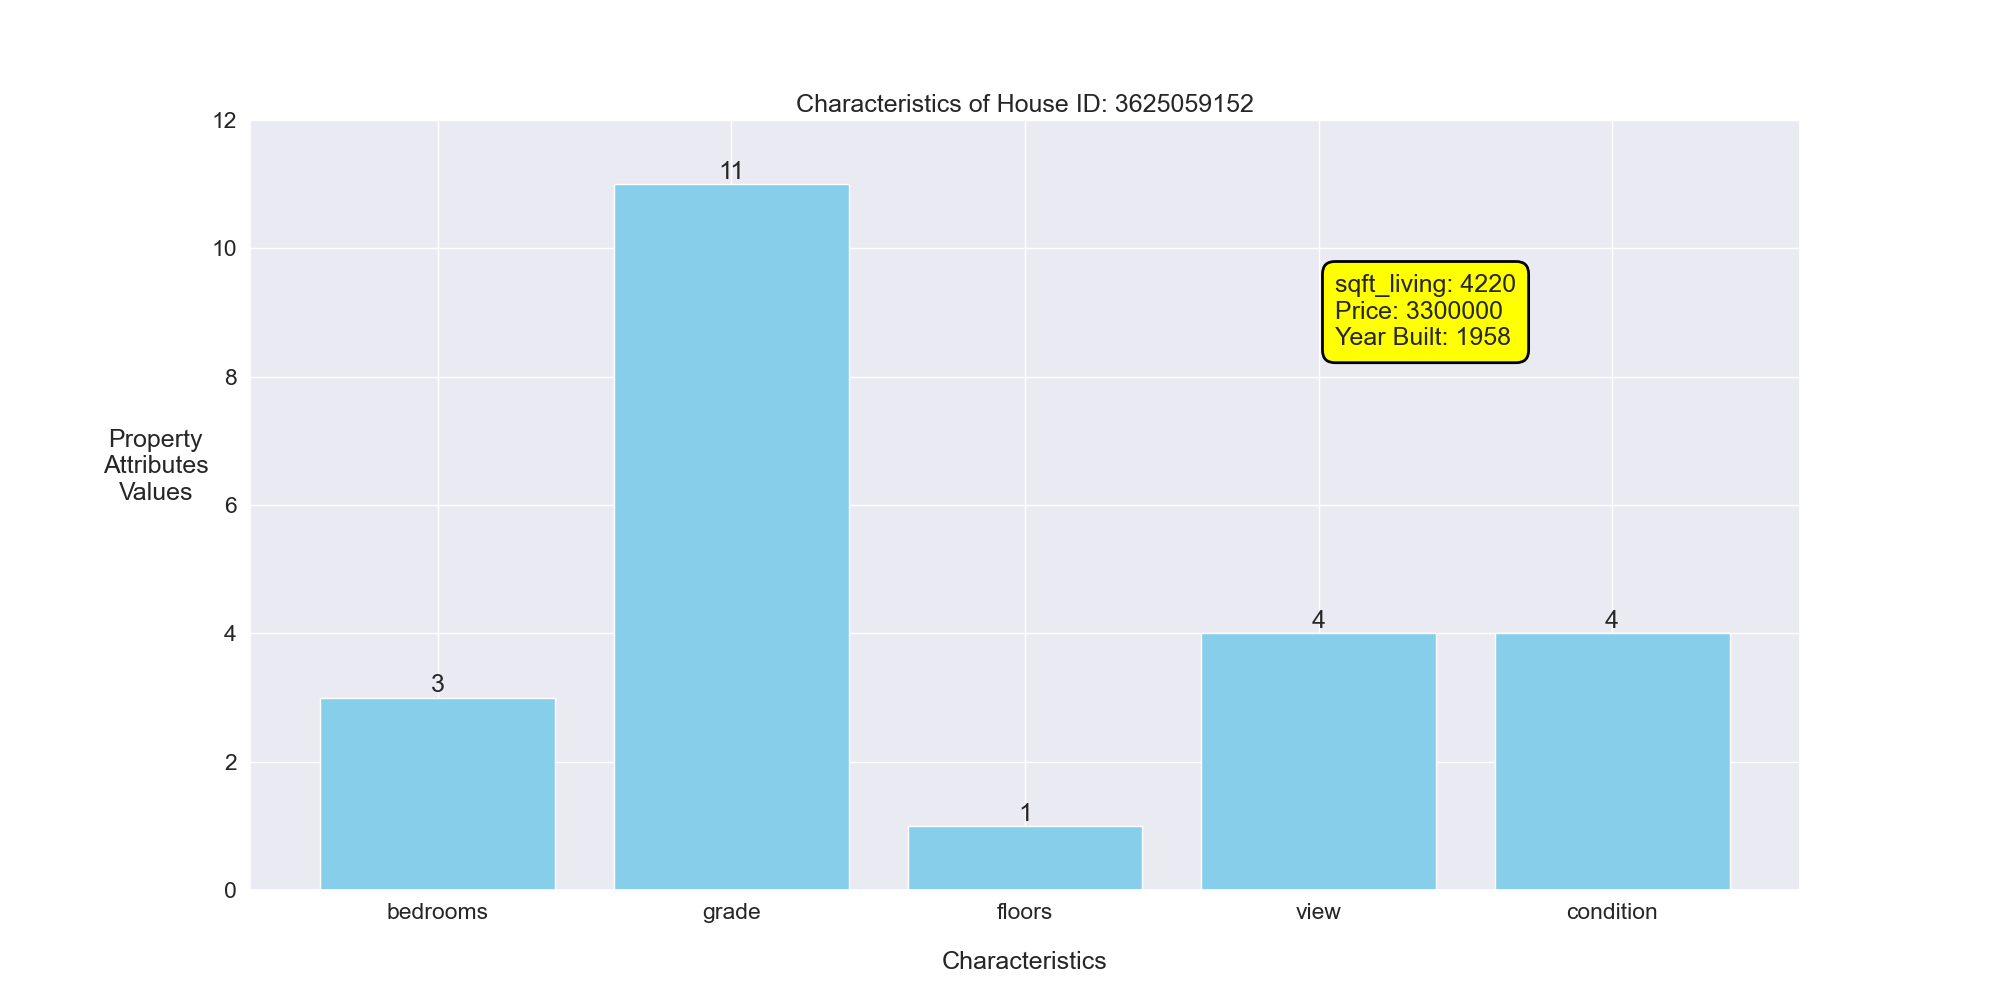 Characteristics of House ID: 3625059152
12
10
8
6
4
2
0
Property
Attributes
Values
3
11
1
4
4
sqft_living: 4220
Price: 3300000
Year Built: 1958
bedrooms
grade
floors
view
condition
Characteristics